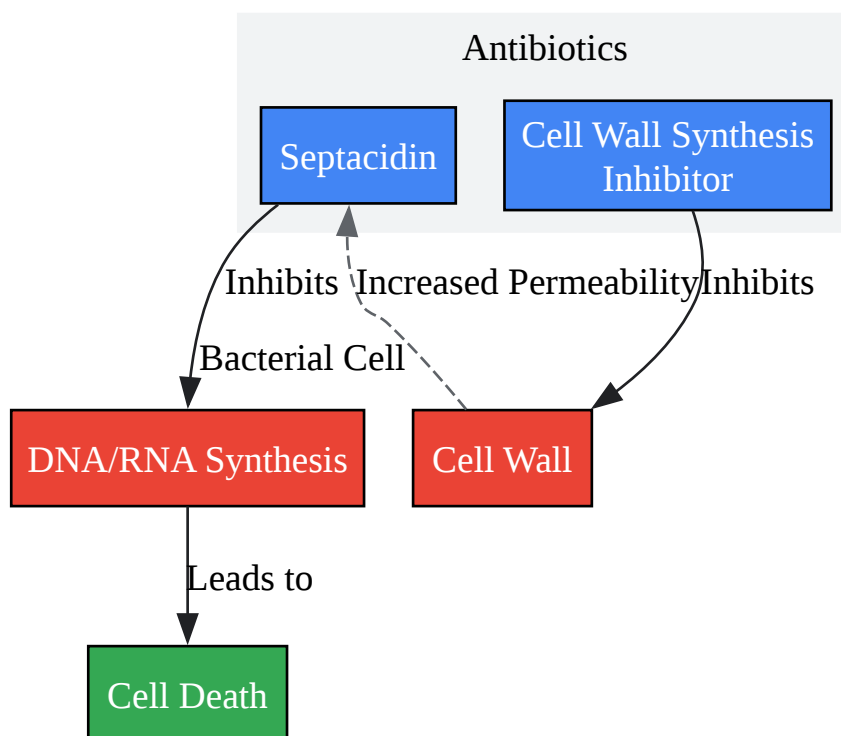 Antibiotics
Septacidin
Cell Wall Synthesis
Inhibitor
Inhibits
Increased Permeability
Inhibits
Bacterial Cell
DNA/RNA Synthesis
Cell Wall
Leads to
Cell Death